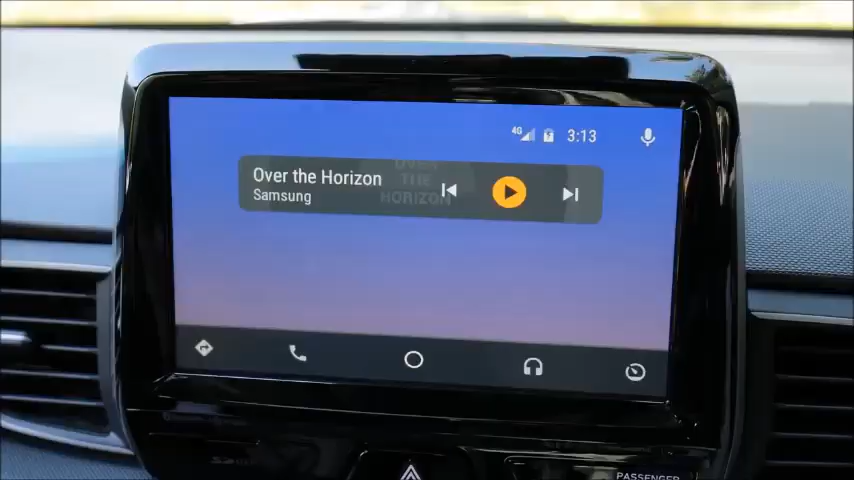 4G 3:13
Over the Horizon
Samsung
OVER
THE
HORIZON
PASSENGER